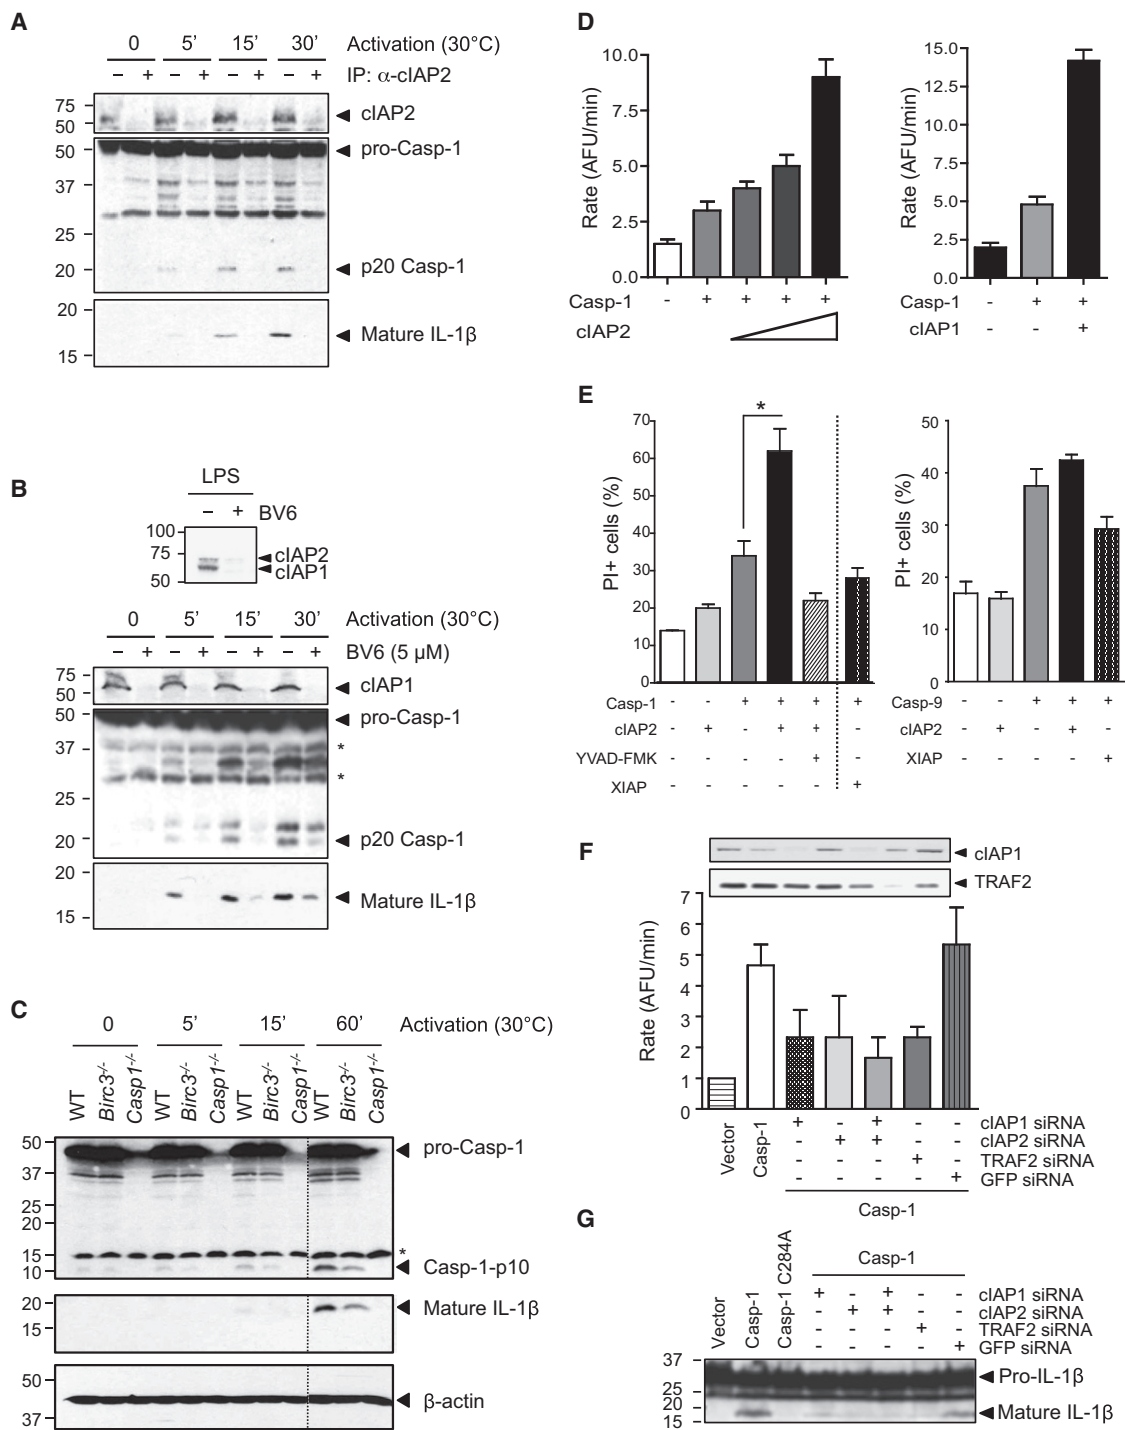 A
0 5' 15' 30' Activation (30°C)
– + – + – + – + IP: α-cIAP2
75
50
cIAP2
50
37
25
20
pro-Casp-1
p20 Casp-1
20
15
Mature IL-1β
B
LPS
– + BV6
100
75
50
cIAP2
cIAP1
0 5' 15' 30' Activation (30°C)
– + – + – + – + BV6 (5 μM)
75
50
cIAP1
50
37
25
20
pro-Casp-1
*
*
p20 Casp-1
20
15
Mature IL-1β
C
0 5' 15' 60' Activation (30°C)
WT Birc3-/- Casp1-/- WT Birc3-/- Casp1-/- WT Birc3-/- Casp1-/- WT Birc3-/- Casp1-/-
50
37
25
20
15
10
pro-Casp-1
*
Casp-1-p10
20
15
Mature IL-1β
50
37
β-actin
D
Rate (AFU/min)
10.0
7.5
5.0
2.5
0.0
Casp-1 - + + + +
cIAP2
Rate (AFU/min)
15.0
12.5
10.0
7.5
5.0
2.5
0.0
Casp-1 - + +
cIAP1 - - +
E
PI+ cells (%)
70
60
50
40
30
20
10
0
*
Casp-1 - - + + + +
cIAP2 - + - + + -
YVAD-FMK - - - - + -
XIAP - - - - - +
PI+ cells (%)
50
40
30
20
10
0
Casp-9 - - + + +
cIAP2 - + - + -
XIAP - - - - +
F
cIAP1
TRAF2
Rate (AFU/min)
7
6
5
4
3
2
1
0
Vector Casp-1
+ - + - - cIAP1 siRNA
- + + - - cIAP2 siRNA
- - - + - TRAF2 siRNA
- - - - + GFP siRNA
Casp-1
G
Vector Casp-1 Casp-1 C284A
Casp-1
+ - + - - cIAP1 siRNA
- + + - - cIAP2 siRNA
- - - + - TRAF2 siRNA
- - - - + GFP siRNA
37
25
20
15
Pro-IL-1β
Mature IL-1β